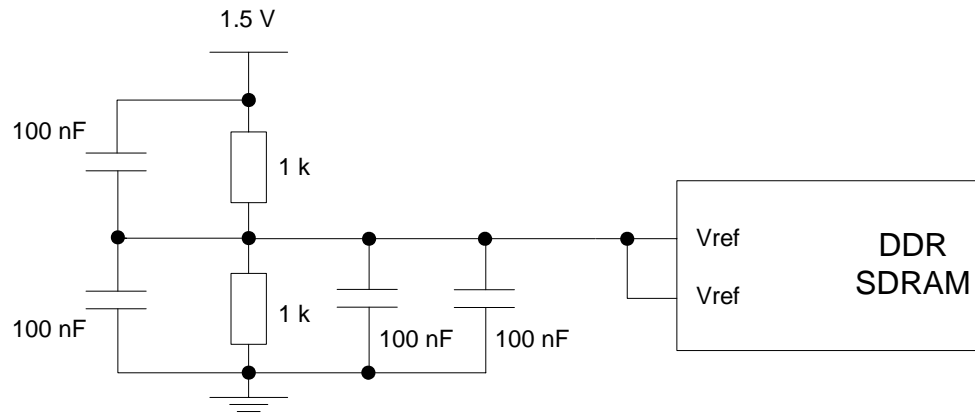 1.5 V
100 nF
1 k
Vref
DDR
SDRAM
Vref
100 nF
1 k
100 nF
100 nF